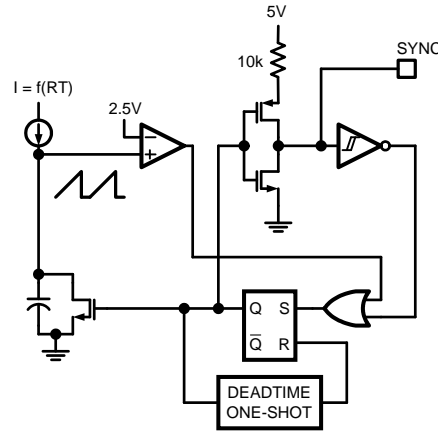 5V
SYNC
10k
I = f(RT)
2.5V
−
+
Q S
Q̅ R
DEADTIME
ONE-SHOT